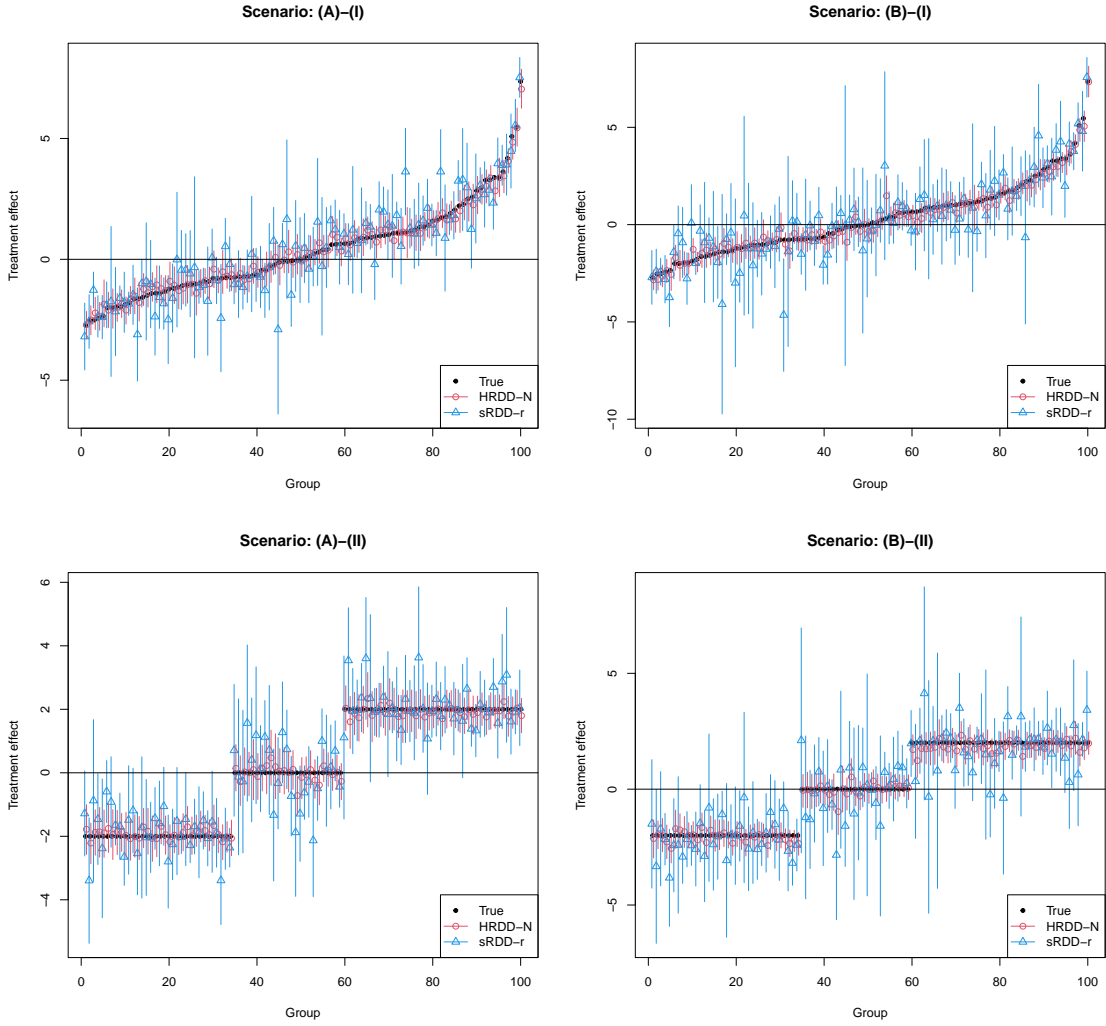 Scenario: (A)−(I)
Treatment effect
5
0
−5
0
20
40
60
80
100
Group
True
HRDD−N
sRDD−r
Scenario: (B)−(I)
Treatment effect
5
0
−5
−10
0
20
40
60
80
100
Group
True
HRDD−N
sRDD−r
Scenario: (A)−(II)
Treatment effect
6
4
2
0
−2
−4
0
20
40
60
80
100
Group
True
HRDD−N
sRDD−r
Scenario: (B)−(II)
Treatment effect
5
0
−5
0
20
40
60
80
100
Group
True
HRDD−N
sRDD−r